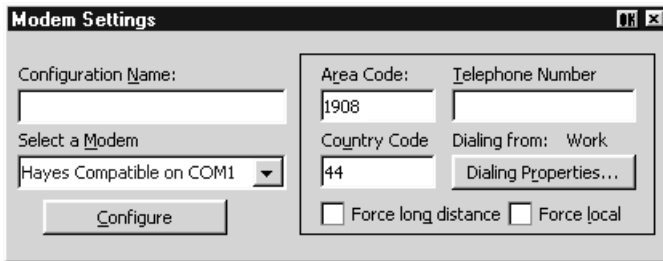 Modem Settings OK
Configuration Name:
Select a Modem
Hayes Compatible on COM1
Configure
Area Code: Telephone Number
1908
Country Code Dialing from: Work
44 Dialing Properties...
Force long distance Force local